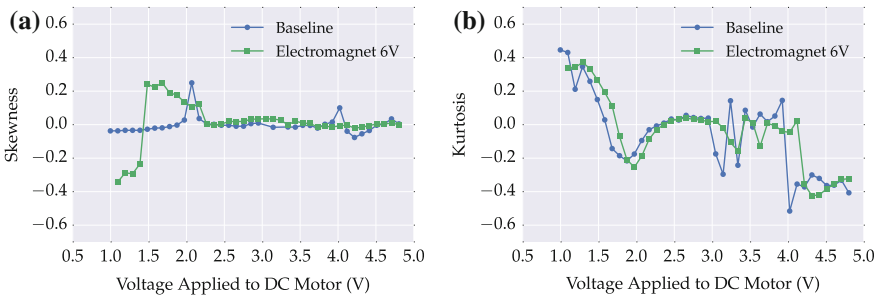 (a)
Skewness
0.6
0.4
0.2
0.0
−0.2
−0.4
−0.6
Baseline
Electromagnet 6V
0.5 1.0 1.5 2.0 2.5 3.0 3.5 4.0 4.5 5.0
Voltage Applied to DC Motor (V)
(b)
Kurtosis
0.6
0.4
0.2
0.0
−0.2
−0.4
−0.6
Baseline
Electromagnet 6V
0.5 1.0 1.5 2.0 2.5 3.0 3.5 4.0 4.5 5.0
Voltage Applied to DC Motor (V)